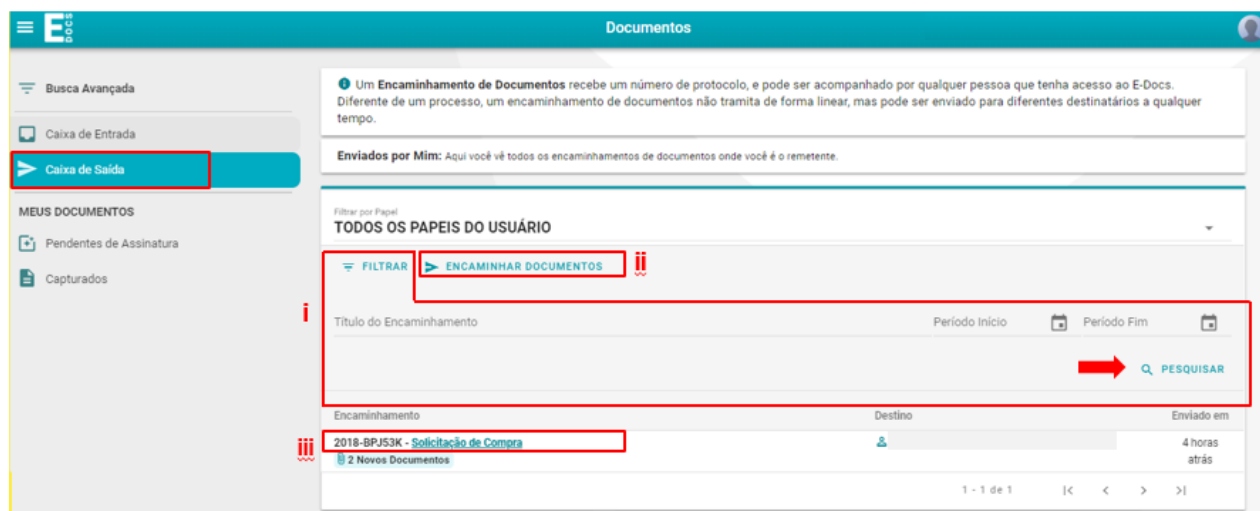 E DOCS
Documentos
Busca Avançada
Caixa de Entrada
Caixa de Saída
MEUS DOCUMENTOS
Pendentes de Assinatura
Capturados
Um Encaminhamento de Documentos recebe um número de protocolo, e pode ser acompanhado por qualquer pessoa que tenha acesso ao E-Docs.
Diferente de um processo, um encaminhamento de documentos não tramita de forma linear, mas pode ser enviado para diferentes destinatários a qualquer
tempo.
Enviados por Mim: Aqui você vê todos os encaminhamentos de documentos onde você é o remetente.
Filtrar por Papel
TODOS OS PAPEIS DO USUÁRIO
FILTRAR ENCAMINHAR DOCUMENTOS ii
i
Título do Encaminhamento Período Início Período Fim
PESQUISAR
Encaminhamento Destino Enviado em
iii 2018-BPJ53K - Solicitação de Compra 4 horas
2 Novos Documentos atrás
1 - 1 de 1